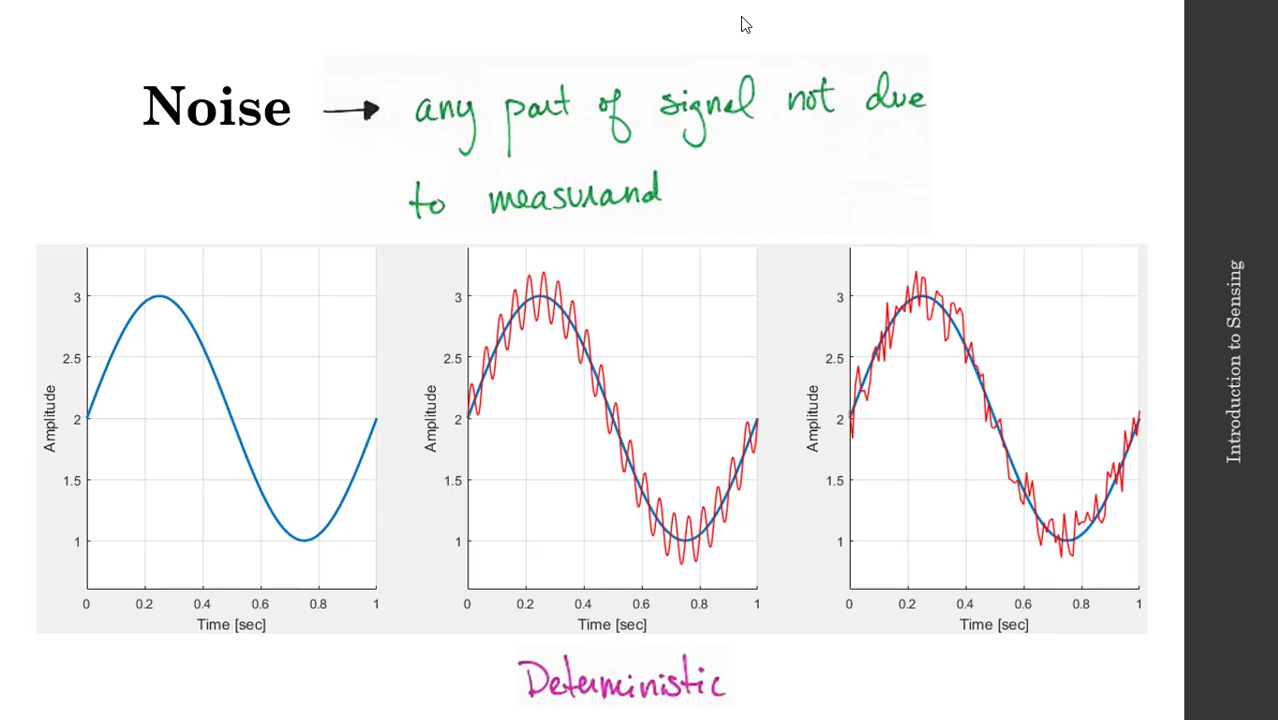 Noise → any part of signal not due
to measurand
3
2.5
2
1.5
1
Amplitude
0 0.2 0.4 0.6 0.8 1
Time [sec]
3
2.5
2
1.5
1
Amplitude
0 0.2 0.4 0.6 0.8 1
Time [sec]
3
2.5
2
1.5
1
Amplitude
0 0.2 0.4 0.6 0.8 1
Time [sec]
Deterministic
Introduction to Sensing